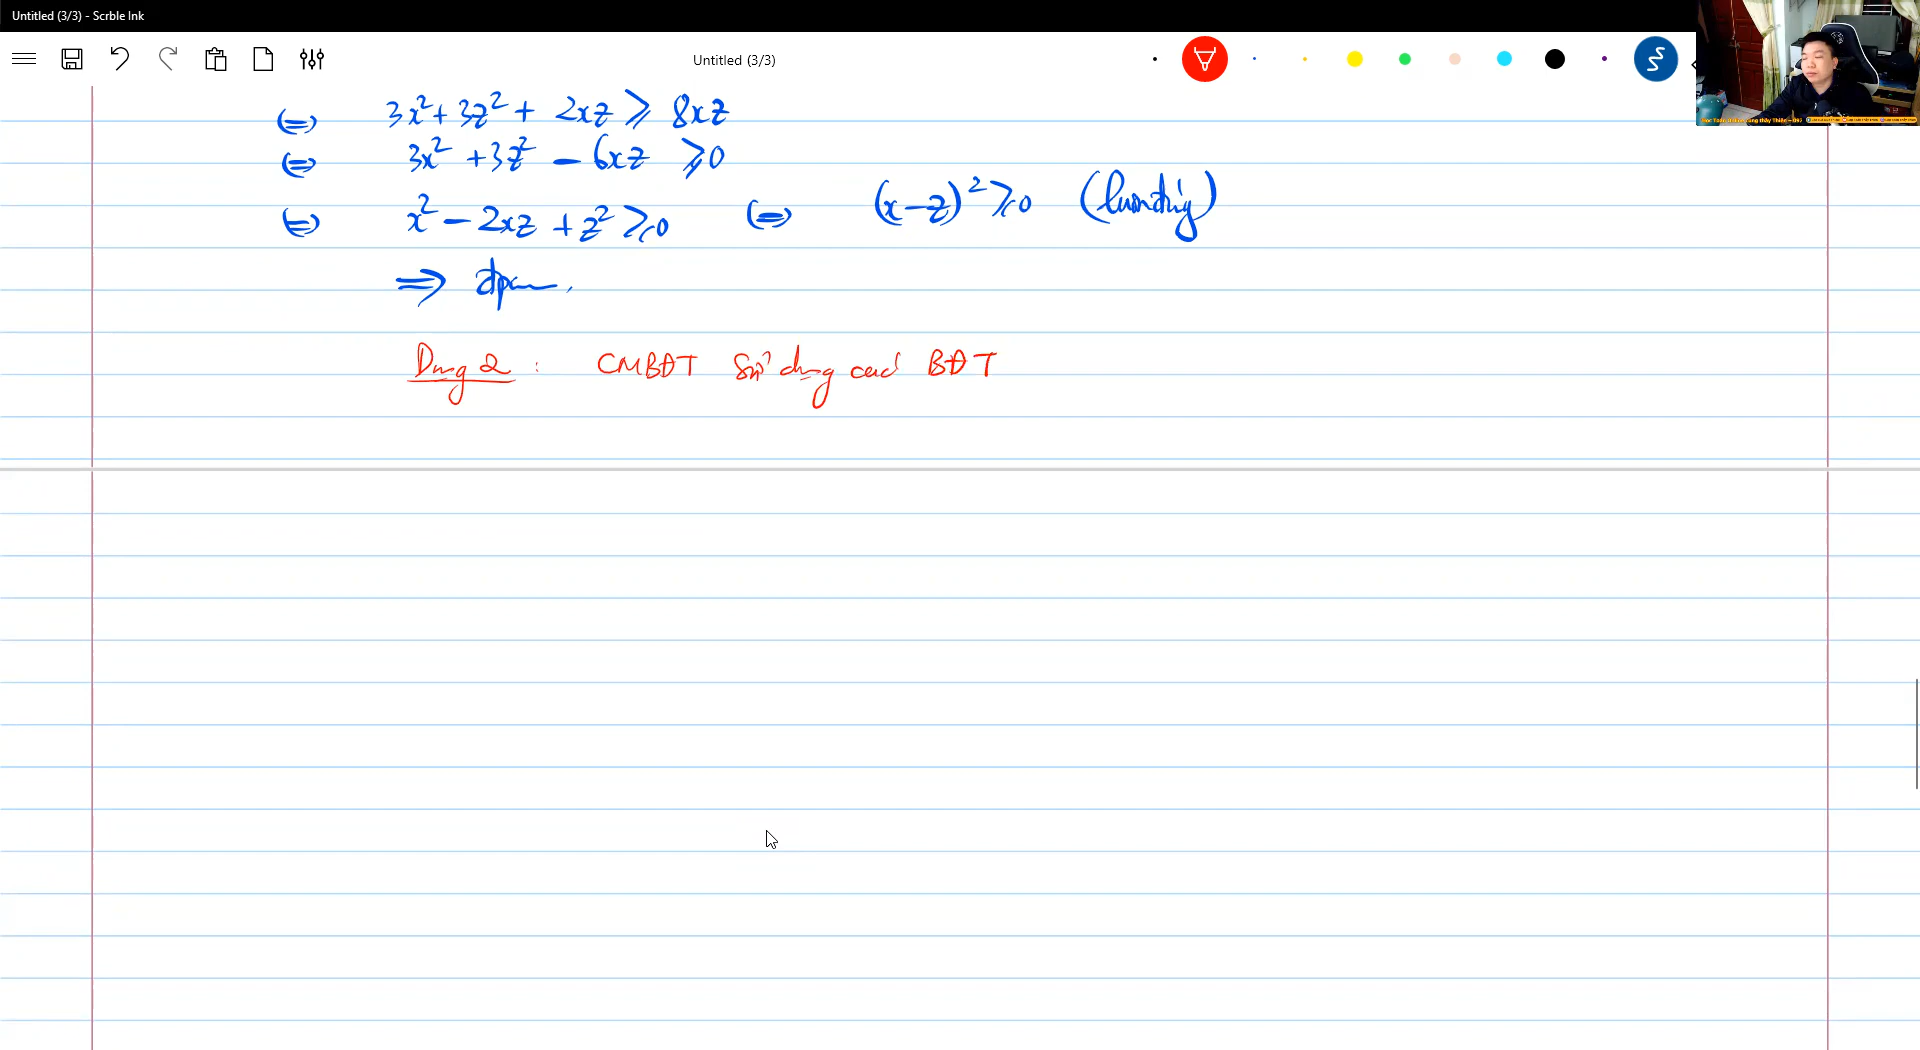 Untitled (3/3) - Scrble Ink
Untitled (3/3)
⇔ 3x² + 3z² + 2xz ⩾ 8xz
⇔ 3x² + 3z² - 6xz ⩾ 0
⇔ x² - 2xz + z² ⩾ 0 ⇔ (x-z)² ⩾ 0 (luôn đúng)
⇒ đpcm.
Dạng 2 : CMBĐT sử dụng các BĐT